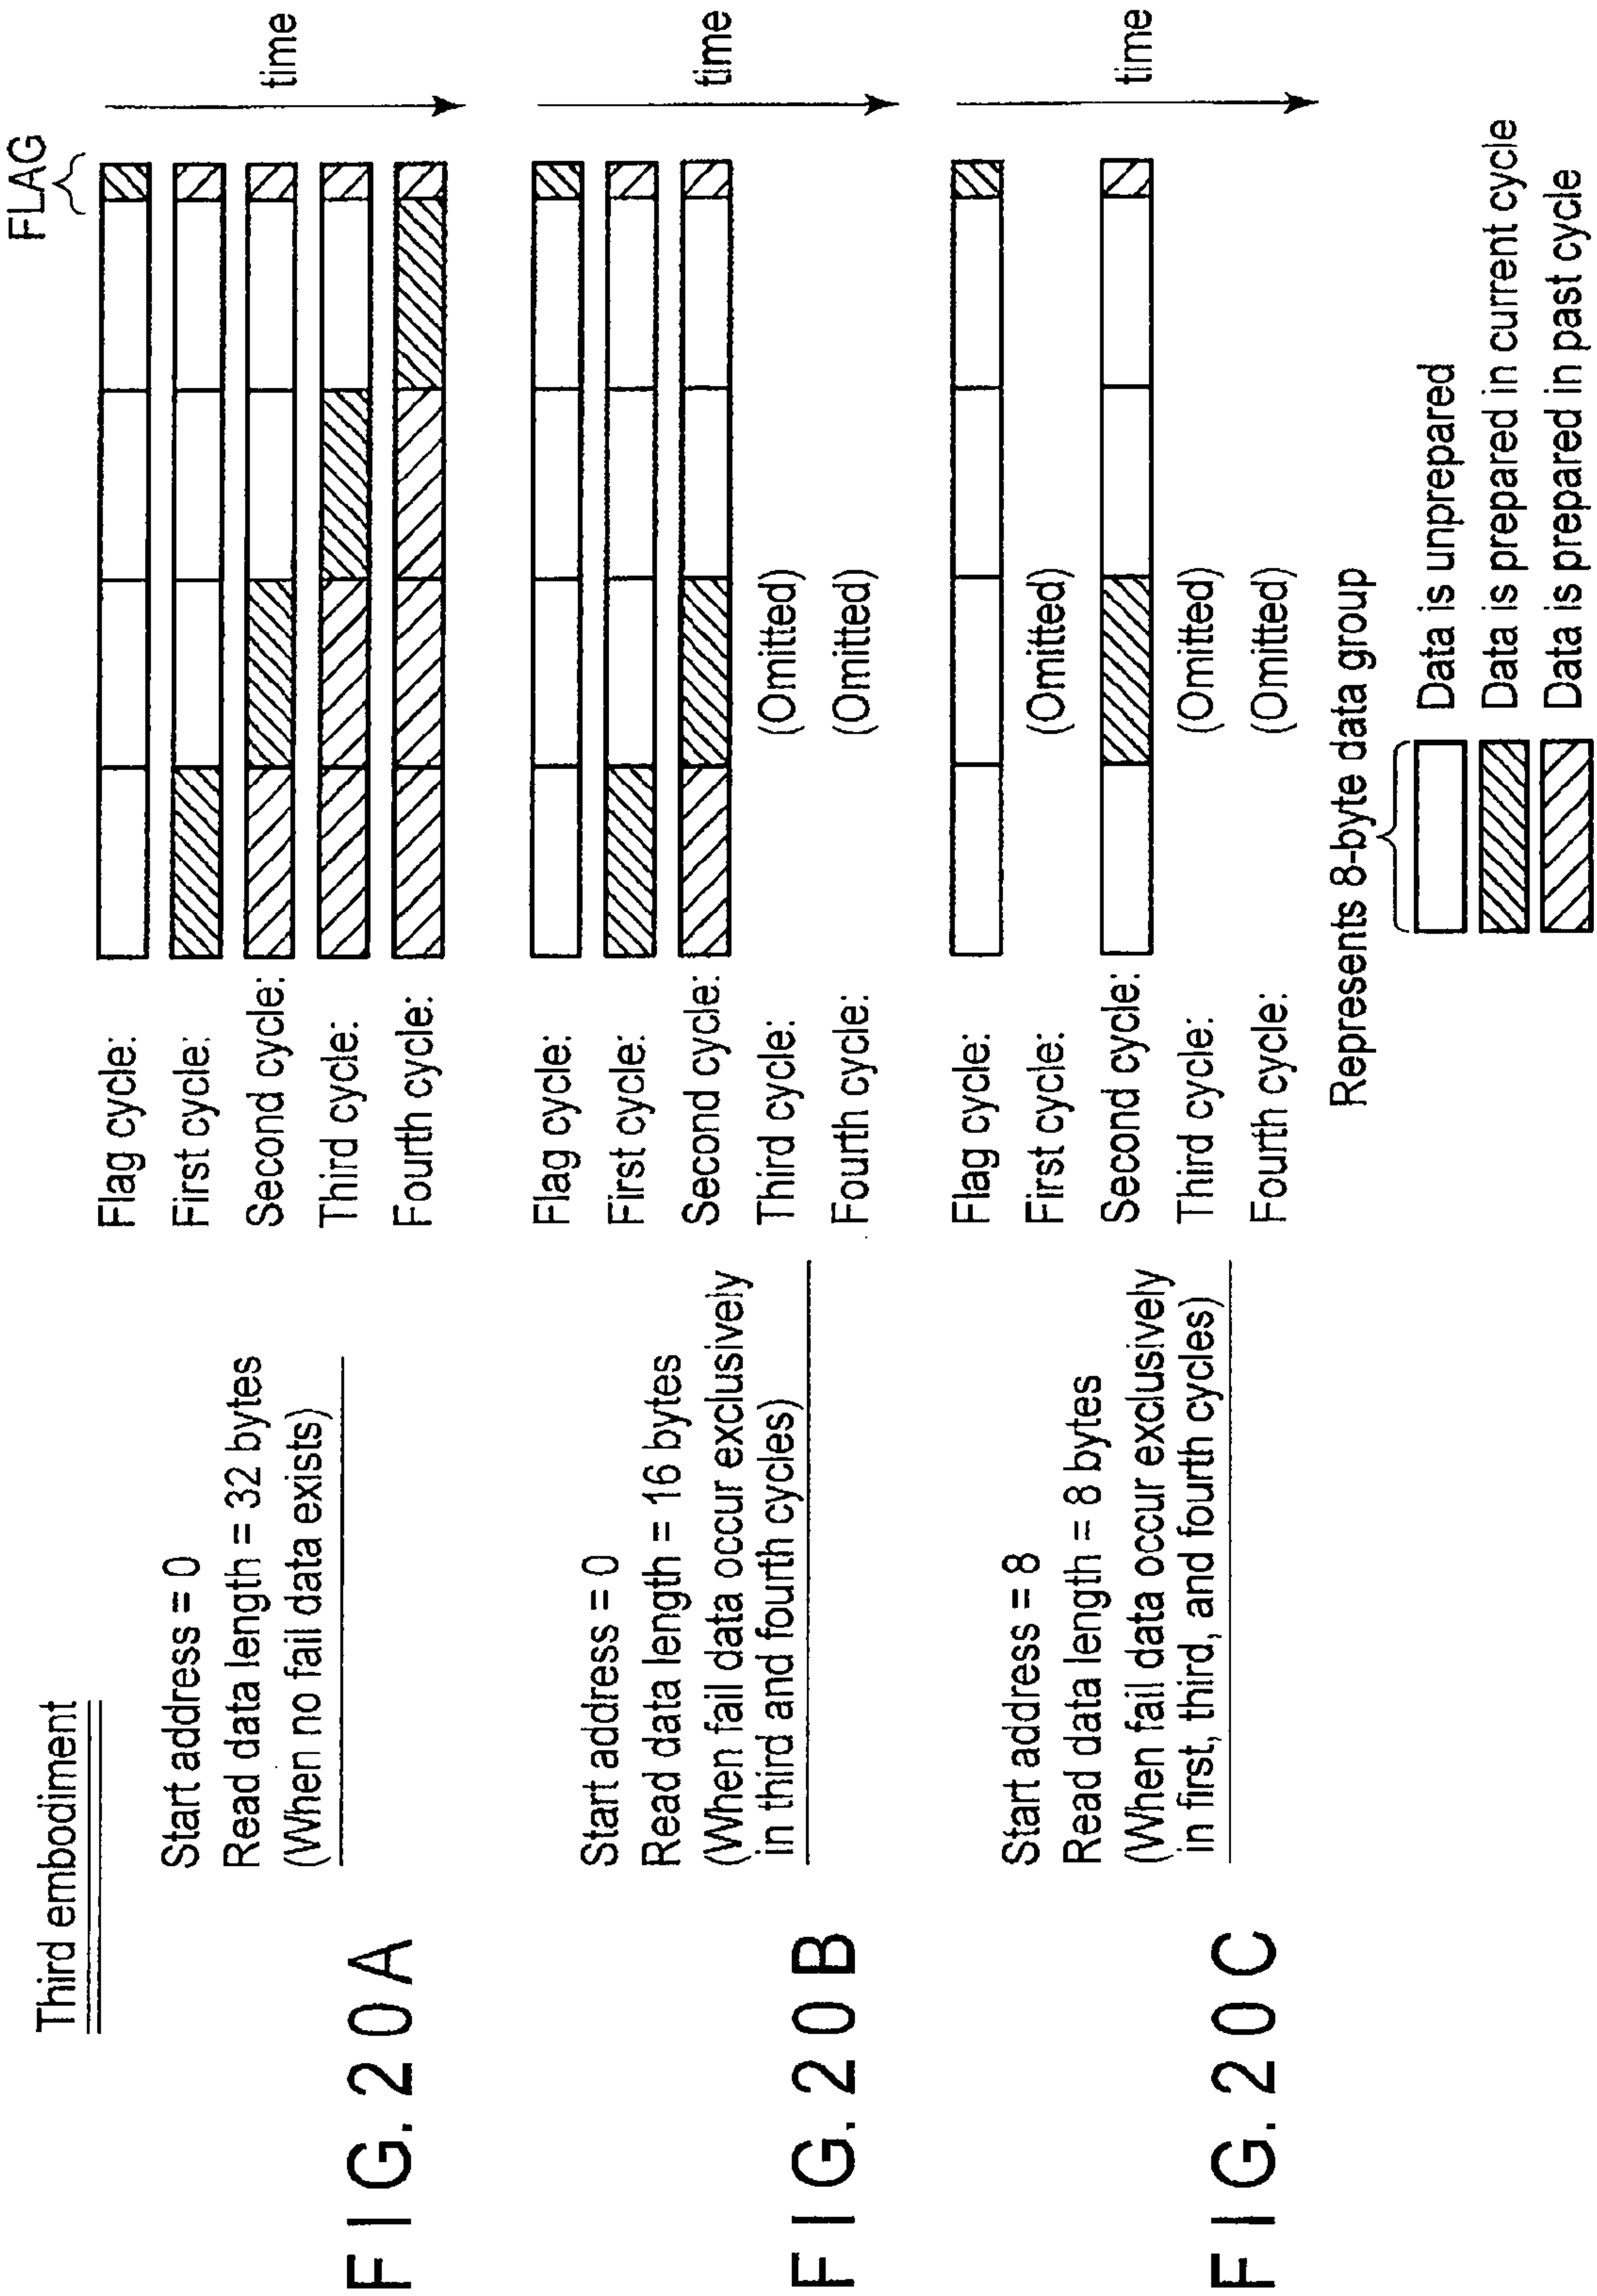 Third embodiment
FIG. 20A
Start address = 0
Read data length = 32 bytes
(When no fail data exists)
FLAG
Flag cycle:
First cycle:
Second cycle:
Third cycle:
Fourth cycle:
time
FIG. 20B
Start address = 0
Read data length = 16 bytes
(When fail data occur exclusively
in third and fourth cycles)
Flag cycle:
First cycle:
Second cycle:
Third cycle: (Omitted)
Fourth cycle: (Omitted)
time
FIG. 20C
Start address = 8
Read data length = 8 bytes
(When fail data occur exclusively
in first, third, and fourth cycles)
Flag cycle:
First cycle: (Omitted)
Second cycle:
Third cycle: (Omitted)
Fourth cycle: (Omitted)
time
Represents 8-byte data group
Data is unprepared
Data is prepared in current cycle
Data is prepared in past cycle